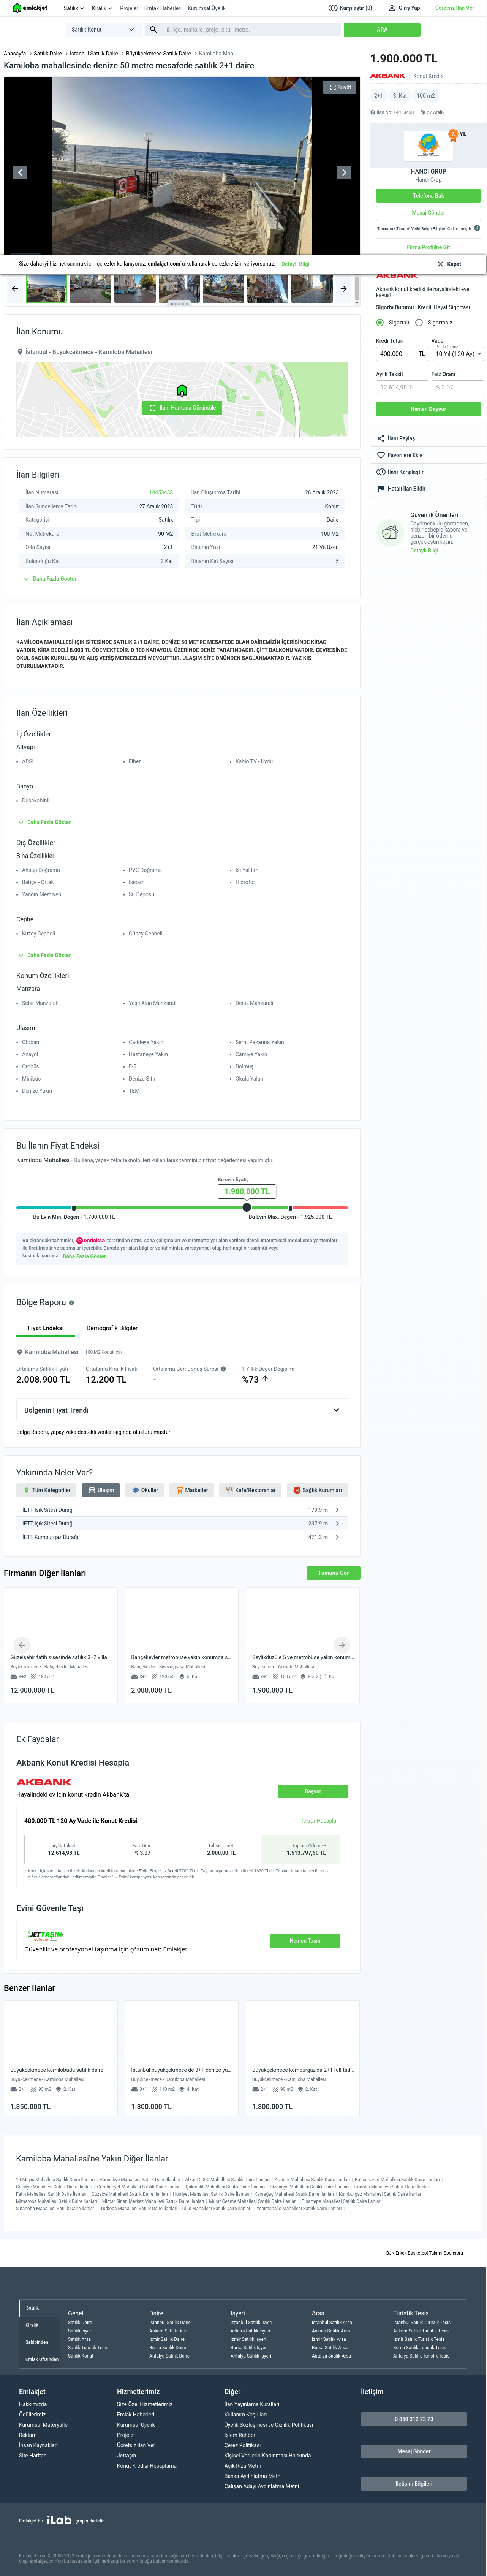 emlakjet
Satılık
Kiralık
Projeler
Emlak Haberleri
Kurumsal Üyelik
Karşılaştır (0)
Giriş Yap
Ücretsiz İlan Ver
Satılık Konut
İl, ilçe, mahalle, proje, okul, metro...
ARA
Anasayfa > Satılık Daire > İstanbul Satılık Daire > Büyükçekmece Satılık Daire > Kamiloba Mah...
Kamiloba mahallesinde denize 50 metre mesafede satılık 2+1 daire
Büyüt
1.900.000 TL
AKBANK Konut Kredisi
2+1
3. Kat
100 m2
İlan No: 14453438
27 Aralık
YIL
HANCI GRUP
Hancı Grup
Telefona Bak
Mesaj Gönder
Taşınmaz Ticareti Yetki Belge Bilgileri Girilmemiştir
Firma Profiline Git
Size daha iyi hizmet sunmak için çerezler kullanıyoruz. emlakjet.com'u kullanarak çerezlere izin veriyorsunuz. Detaylı Bilgi
Kapat
AKBANK
Akbank konut kredisi ile hayalindeki eve kavuş!
Sigorta Durumu | Kredili Hayat Sigortası
Sigortalı
Sigortasız
Kredi Tutarı
Vade
400.000 TL
Vade Süresi
10 Yıl (120 Ay)
Aylık Taksit
Faiz Oranı
12.614,98 TL
% 3.07
Hemen Başvur
İlanı Paylaş
Favorilere Ekle
İlanı Karşılaştır
Hatalı İlan Bildir
Güvenlik Önerileri
Gayrimenkulü görmeden, hiçbir sebeple kapora ve benzeri bir ödeme gerçekleştirmeyin.
Detaylı Bilgi
İlan Konumu
İstanbul - Büyükçekmece - Kamiloba Mahallesi
İlanı Haritada Görüntüle
İlan Bilgileri
İlan Numarası 14453438
İlan Oluşturma Tarihi 26 Aralık 2023
İlan Güncelleme Tarihi 27 Aralık 2023
Türü Konut
Kategorisi Satılık
Tipi Daire
Net Metrekare 90 M2
Brüt Metrekare 100 M2
Oda Sayısı 2+1
Binanın Yaşı 21 Ve Üzeri
Bulunduğu Kat 3.Kat
Binanın Kat Sayısı 5
Daha Fazla Göster
İlan Açıklaması
KAMİLOBA MAHALLESİ IŞIK SİTESİNDE SATILIK 2+1 DAİRE. DENİZE 50 METRE MESAFEDE OLAN DAİREMİZİN İÇERİSİNDE KİRACI
VARDIR. KİRA BEDELİ 8.000 TL ÖDEMEKTEDİR. D 100 KARAYOLU ÜZERİNDE DENİZ TARAFINDADIR. ÇİFT BALKONU VARDIR. ÇEVRESİNDE
OKUL SAĞLIK KURULUŞU VE ALIŞ VERİŞ MERKEZLERİ MEVCUTTUR. ULAŞIM SİTE ÖNÜNDEN SAĞLANMAKTADIR. YAZ KIŞ
OTURULMAKTADIR.
İlan Özellikleri
İç Özellikler
Altyapı
ADSL
Fiber
Kablo TV - Uydu
Banyo
Duşakabinli
Daha Fazla Göster
Dış Özellikler
Bina Özellikleri
Ahşap Doğrama
PVC Doğrama
Isı Yalıtımı
Bahçe - Ortak
Isıcam
Hidrofor
Yangın Merdiveni
Su Deposu
Cephe
Kuzey Cepheli
Güney Cepheli
Daha Fazla Göster
Konum Özellikleri
Manzara
Şehir Manzaralı
Yeşil Alan Manzaralı
Deniz Manzaralı
Ulaşım
Otoban
Caddeye Yakın
Semt Pazarına Yakın
Anayol
Hastaneye Yakın
Camiye Yakın
Otobüs
E-5
Dolmuş
Minibüs
Denize Sıfır
Okula Yakın
Denize Yakın
TEM
Bu İlanın Fiyat Endeksi
Kamiloba Mahallesi - Bu ilana, yapay zeka teknolojileri kullanılarak tahmini bir fiyat değerlemesi yapılmıştır.
Bu evin fiyatı;
1.900.000 TL
Bu Evin Min. Değeri - 1.700.000 TL
Bu Evin Max. Değeri - 1.925.000 TL
Bu ekrandaki tahminler, endeksa tarafından satış, saha çalışmaları ve internette yer alan verilere dayalı istatistiksel modelleme yöntemleri
ile üretilmiştir ve sapmalar içerebilir. Burada yer alan bilgiler ve tahminler, varsayımsal olup herhangi bir taahhüt veya
kesinlik içermez. Daha Fazla Göster
Bölge Raporu
Fiyat Endeksi
Demografik Bilgiler
Kamiloba Mahallesi 100 M2 Konut için
Ortalama Satılık Fiyatı
2.008.900 TL
Ortalama Kiralık Fiyatı
12.200 TL
Ortalama Geri Dönüş Süresi
-
1 Yıllık Değer Değişimi
%73
Bölgenin Fiyat Trendi
Bölge Raporu, yapay zeka destekli veriler ışığında oluşturulmuştur.
Yakınında Neler Var?
Tüm Kategoriler
Ulaşım
Okullar
Marketler
Kafe/Restoranlar
Sağlık Kurumları
İETT Işık Sitesi Durağı 179.9 m
İETT Işık Sitesi Durağı 237.9 m
İETT Kumburgaz Durağı 471.3 m
Firmanın Diğer İlanları
Tümünü Gör
Güzelşehir fatih sisesinde satılık 3+2 villa
Büyükçekmece - Bahçelievler Mahallesi
3+2 180 m2
12.000.000 TL
Bahçelievler metrobüse yakın konumda s...
Bahçelievler - Siyavuşpaşa Mahallesi
3+1 120 m2 5. Kat
2.080.000 TL
Beylikdüzü e 5 ve metrobüse yakın konum...
Beylikdüzü - Yakuplu Mahallesi
3+1 150 m2 Kot 2 (-2). Kat
1.900.000 TL
Ek Faydalar
Akbank Konut Kredisi Hesapla
AKBANK
Hayalindeki ev için konut kredin Akbank'ta!
Başvur
400.000 TL 120 Ay Vade ile Konut Kredisi
Tekrar Hesapla
Aylık Taksit
12.614,98 TL
Faiz Oranı
% 3.07
Tahsis Ücreti
2.000,00 TL
Toplam Ödeme *
1.513.797,60 TL
Evini Güvenle Taşı
JETTAŞIN
Güvenilir ve profesyonel taşınma için çözüm net: Emlakjet
Hemen Taşın
Benzer İlanlar
Büyukcekmece kamılobada satılık daıre
Büyükçekmece - Kamiloba Mahallesi
2+1 95 m2 2. Kat
1.850.000 TL
İstanbul büyükçekmece de 3+1 denize ya...
Büyükçekmece - Kamiloba Mahallesi
3+1 110 m2 4. Kat
1.800.000 TL
Büyükçekmece kumburgaz'da 2+1 full tad...
Büyükçekmece - Kamiloba Mahallesi
2+1 90 m2 2. Kat
1.800.000 TL
Kamiloba Mahallesi'ne Yakın Diğer İlanlar
19 Mayıs Mahallesi Satılık Daire İlanları | Ahmediye Mahallesi Satılık Daire İlanları | Alkent 2000 Mahallesi Satılık Daire İlanları | Atatürk Mahallesi Satılık Daire İlanları | Bahçelievler Mahallesi Satılık Daire İlanları |
Celaliye Mahallesi Satılık Daire İlanları | Cumhuriyet Mahallesi Satılık Daire İlanları | Çakmaklı Mahallesi Satılık Daire İlanları | Dizdariye Mahallesi Satılık Daire İlanları | Ekinoba Mahallesi Satılık Daire İlanları |
Fatih Mahallesi Satılık Daire İlanları | Güzelce Mahallesi Satılık Daire İlanları | Hürriyet Mahallesi Satılık Daire İlanları | Karaağaç Mahallesi Satılık Daire İlanları | Kumburgaz Mahallesi Satılık Daire İlanları |
Mimaroba Mahallesi Satılık Daire İlanları | Mimar Sinan Merkez Mahallesi Satılık Daire İlanları | Murat Çeşme Mahallesi Satılık Daire İlanları | Pınartepe Mahallesi Satılık Daire İlanları |
Sinanoba Mahallesi Satılık Daire İlanları | Türkoba Mahallesi Satılık Daire İlanları | Ulus Mahallesi Satılık Daire İlanları | Yenimahalle Mahallesi Satılık Daire İlanları |
BJK Erkek Basketbol Takımı Sponsoru
Satılık
Kiralık
Sahibinden
Emlak Ofisinden
Genel
Satılık Daire
Satılık İşyeri
Satılık Arsa
Satılık Turistik Tesis
Satılık Konut
Daire
İstanbul Satılık Daire
Ankara Satılık Daire
İzmir Satılık Daire
Bursa Satılık Daire
Antalya Satılık Daire
İşyeri
İstanbul Satılık İşyeri
Ankara Satılık İşyeri
İzmir Satılık İşyeri
Bursa Satılık İşyeri
Antalya Satılık İşyeri
Arsa
İstanbul Satılık Arsa
Ankara Satılık Arsa
İzmir Satılık Arsa
Bursa Satılık Arsa
Antalya Satılık Arsa
Turistik Tesis
İstanbul Satılık Turistik Tesis
Ankara Satılık Turistik Tesis
İzmir Satılık Turistik Tesis
Bursa Satılık Turistik Tesis
Antalya Satılık Turistik Tesis
Emlakjet
Hakkımızda
Ödüllerimiz
Kurumsal Materyaller
Reklam
İnsan Kaynakları
Site Haritası
Hizmetlerimiz
Size Özel Hizmetlerimiz
Emlak Haberleri
Kurumsal Üyelik
Projeler
Ücretsiz ilan Ver
Jettaşın
Konut Kredisi Hesaplama
Diğer
İlan Yayınlama Kuralları
Kullanım Koşulları
Üyelik Sözleşmesi ve Gizlilik Politikası
İşlem Rehberi
Çerez Politikası
Kişisel Verilerin Korunması Hakkında
Açık Rıza Metni
Banka Aydınlatma Metni
Çalışan Adayı Aydınlatma Metni
İletişim
0 850 312 73 73
Mesaj Gönder
İletişim Bilgileri
Emlakjet bir iLab grup şirketidir